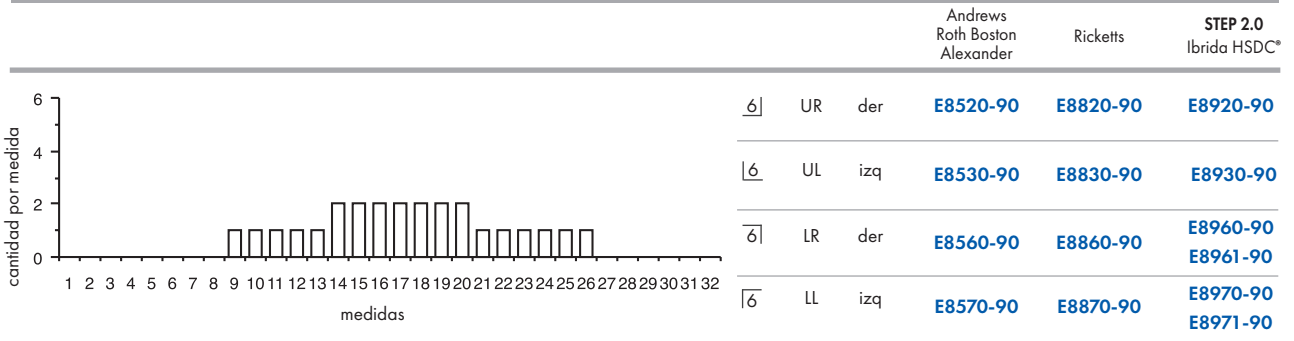 Andrews
Roth Boston
Alexander
Ricketts
STEP 2.0
Ibrida HSDC®
6
4
2
0
cantidad por medida
1 2 3 4 5 6 7 8 9 10 11 12 13 14 15 16 17 18 19 20 21 22 23 24 25 26 27 28 29 30 31 32
medidas
6 UR der E8520-90 E8820-90 E8920-90
6 UL izq E8530-90 E8830-90 E8930-90
6 LR der E8560-90 E8860-90 E8960-90
E8961-90
6 LL izq E8570-90 E8870-90 E8970-90
E8971-90